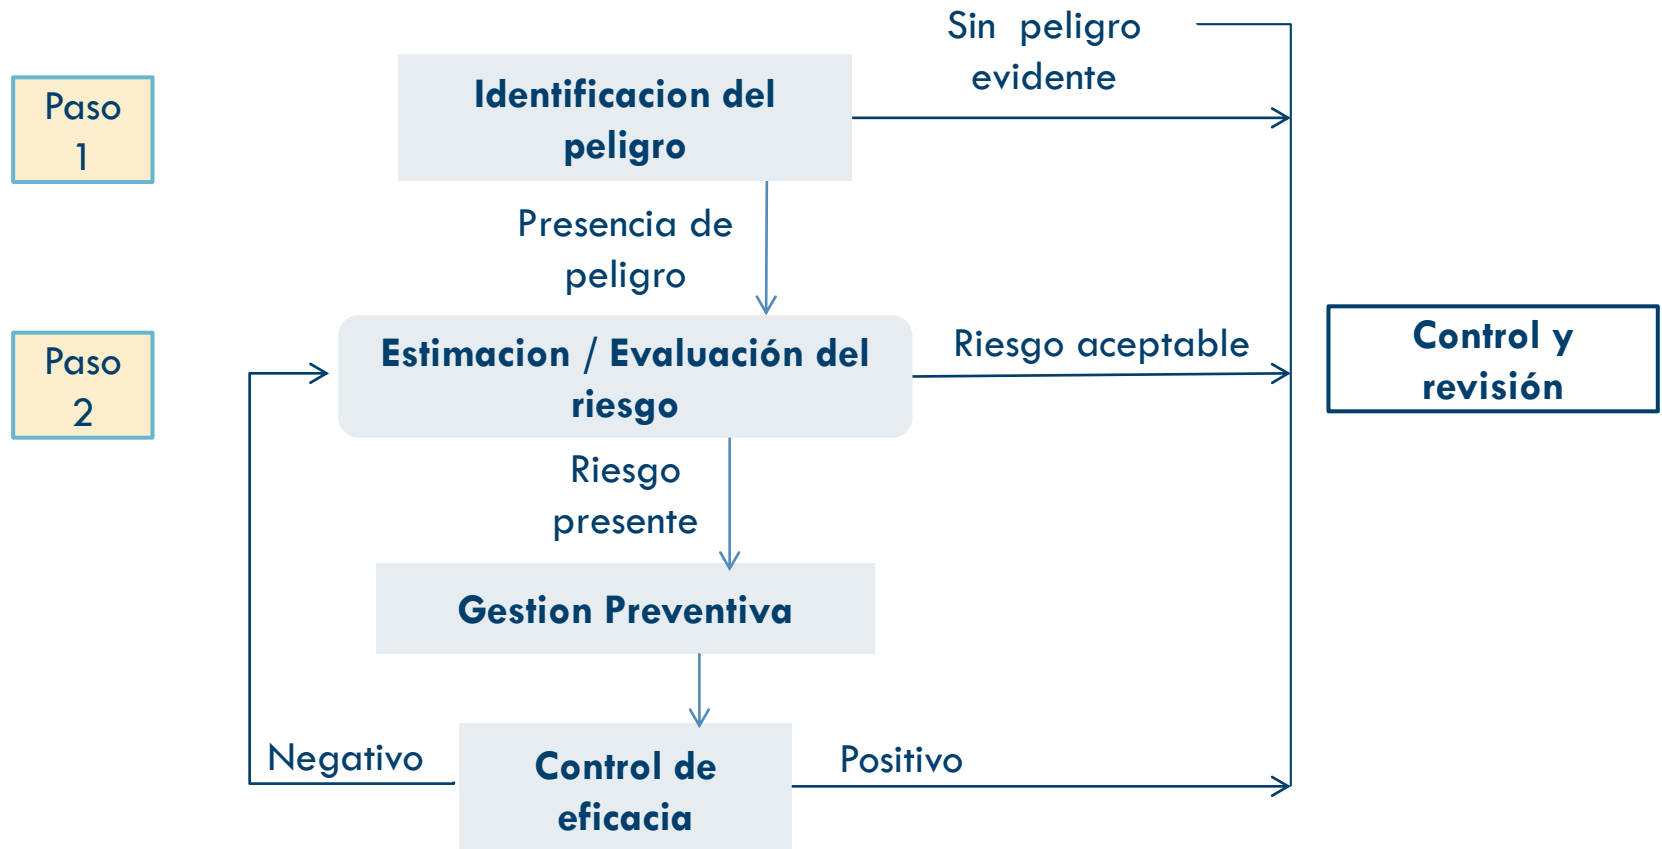 Sin peligro
evidente
Paso
1
Identificacion del
peligro
Presencia de
peligro
Paso
2
Estimacion / Evaluación del
riesgo
Riesgo aceptable
Control y
revisión
Riesgo
presente
Gestion Preventiva
Negativo
Control de
eficacia
Positivo